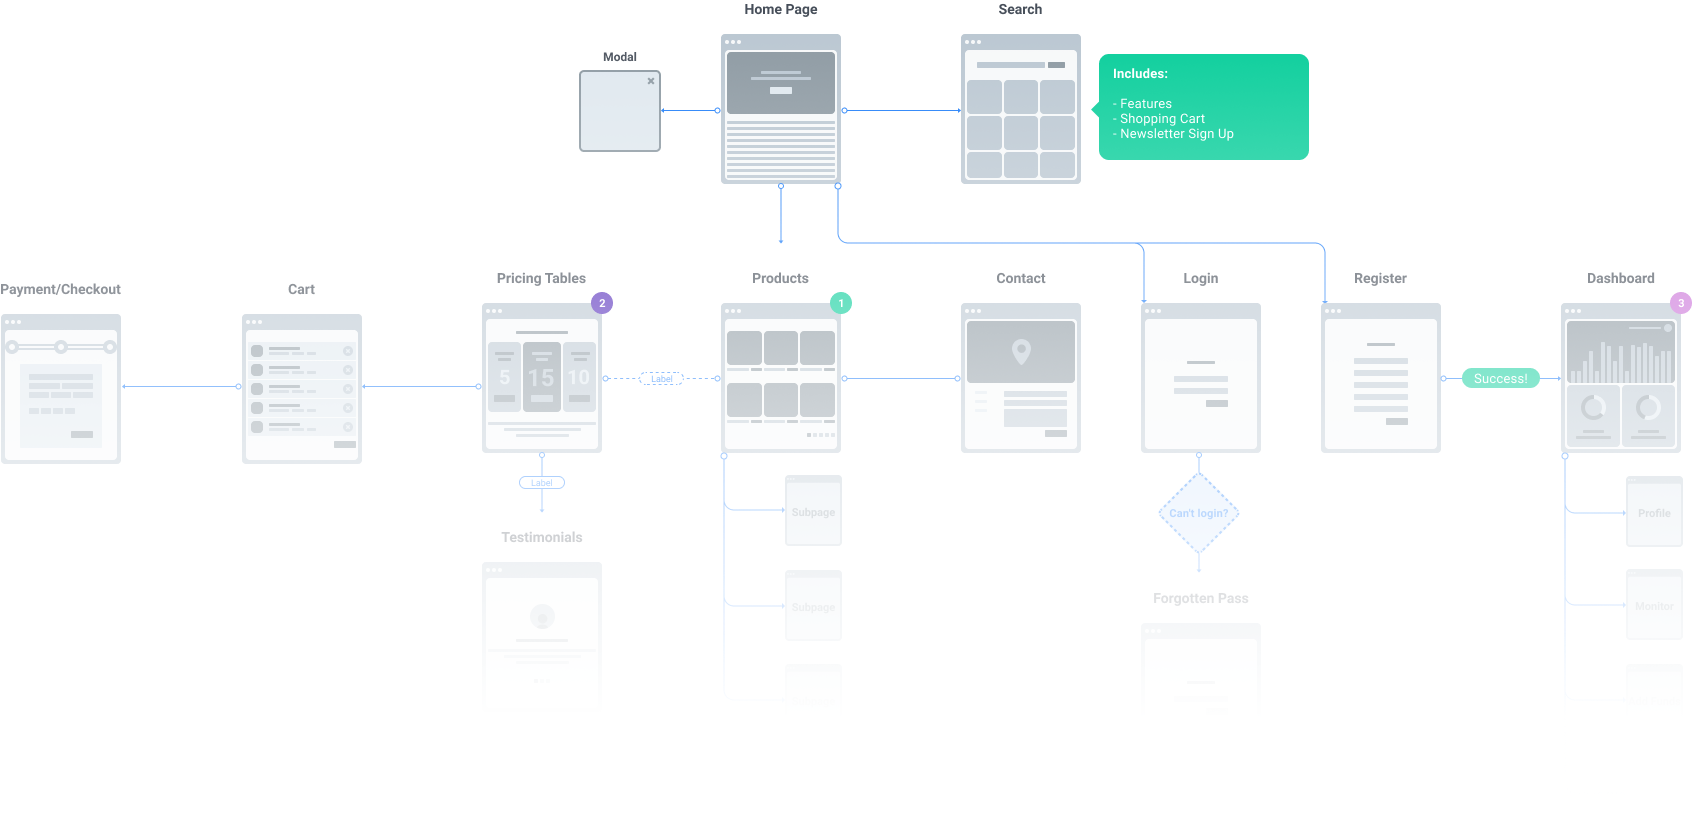 Home Page
Search
Modal
Includes:
- Features
- Shopping Cart
- Newsletter Sign Up
Payment/Checkout
Cart
Pricing Tables
Products
Contact
Login
Register
Dashboard
2
1
3
5
15
10
Label
Success!
Label
Subpage
Can't login?
Profile
Testimonials
Forgotten Pass
Subpage
Monitor